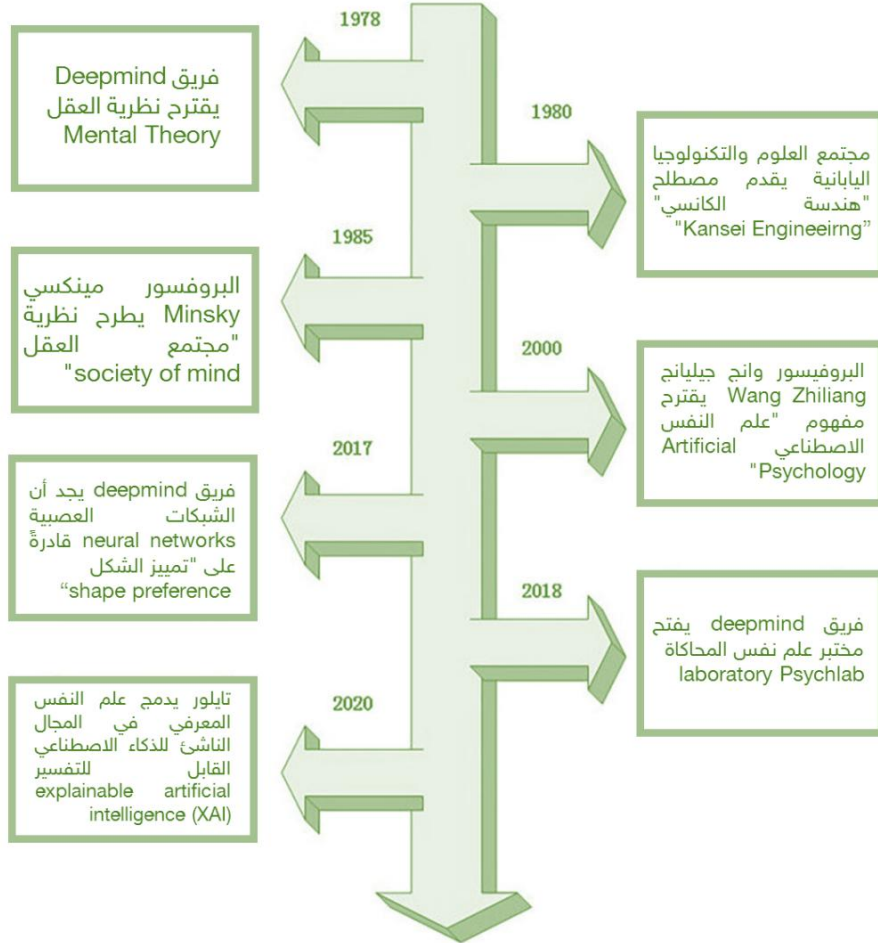 1978
فريق Deepmind
يقترح نظرية العقل
Mental Theory
1980
مجتمع العلوم والتكنولوجيا
اليابانية يقدم مصطلح
"هندسة الكانسي"
"Kansei Engineeirng”
1985
البروفسور مينكسي
Minsky يطرح نظرية
"مجتمع العقل
society of mind"
2000
البروفيسور وانج جيليانج
Wang Zhiliang يقترح
مفهوم "علم النفس
الاصطناعي Artificial
Psychology"
2017
فريق deepmind يجد أن
الشبكات العصبية
neural networks قادرةً
على "تمييز الشكل
shape preference“
2018
فريق deepmind يفتح
مختبر علم نفس المحاكاة
laboratory Psychlab
2020
تايلور يدمج علم النفس
المعرفي في المجال
الناشئ للذكاء الاصطناعي
القابل للتفسير
explainable artificial
intelligence (XAI)